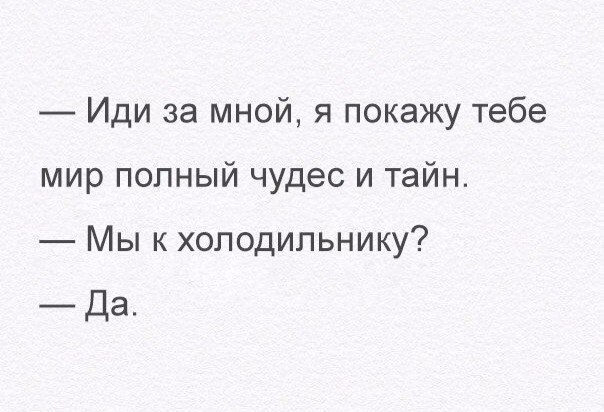 — Иди за мной, я покажу тебе
мир полный чудес и тайн.
— Мы к холодильнику?
— Да.